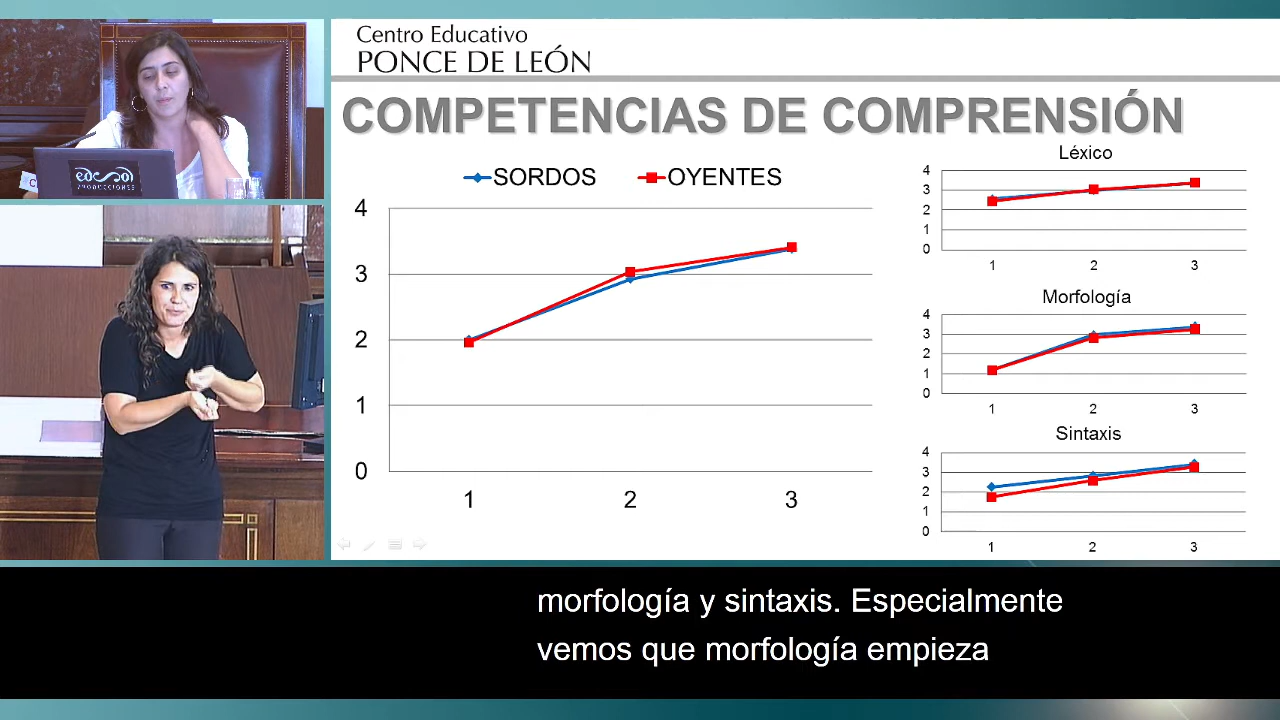 Centro Educativo
PONCE DE LEÓN
COMPETENCIAS DE COMPRENSIÓN
SORDOS OYENTES
4
3
2
1
0
1 2 3
Léxico
4
3
2
1
0
1 2 3
Morfología
4
3
2
1
0
1 2 3
Sintaxis
4
3
2
1
0
1 2 3
edsol
PRODUCCIONES
morfología y sintaxis. Especialmente
vemos que morfología empieza